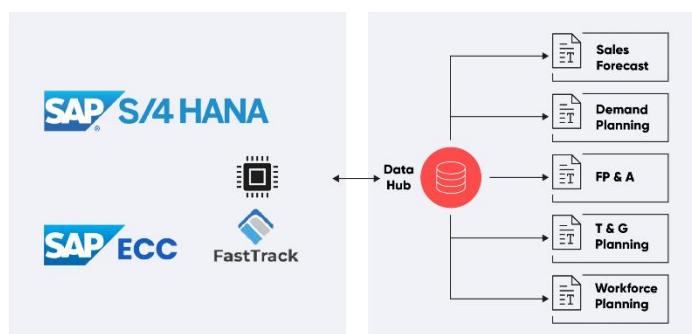 SAP® S/4 HANA
SAP ECC
FastTrack
Data
Hub
T
Sales
Forecast
T
Demand
Planning
T
FP & A
T
T & G
Planning
T
Workforce
Planning